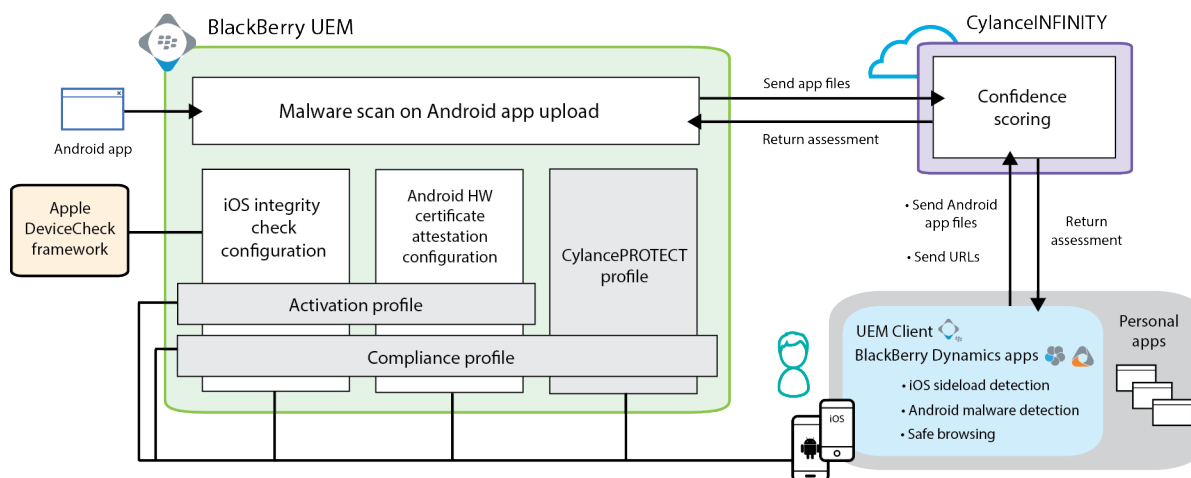 BlackBerry UEM
CylanceINFINITY
Malware scan on Android app upload
Send app files
Return assessment
Confidence
scoring
Android app
Apple
DeviceCheck
framework
iOS integrity
check
configuration
Android HW
certificate
attestation
configuration
CylancePROTECT
profile
Activation profile
Compliance profile
• Send Android
app files
• Send URLs
Return
assessment
UEM Client
BlackBerry Dynamics apps
• iOS sideload detection
• Android malware detection
• Safe browsing
Personal
apps
iOS